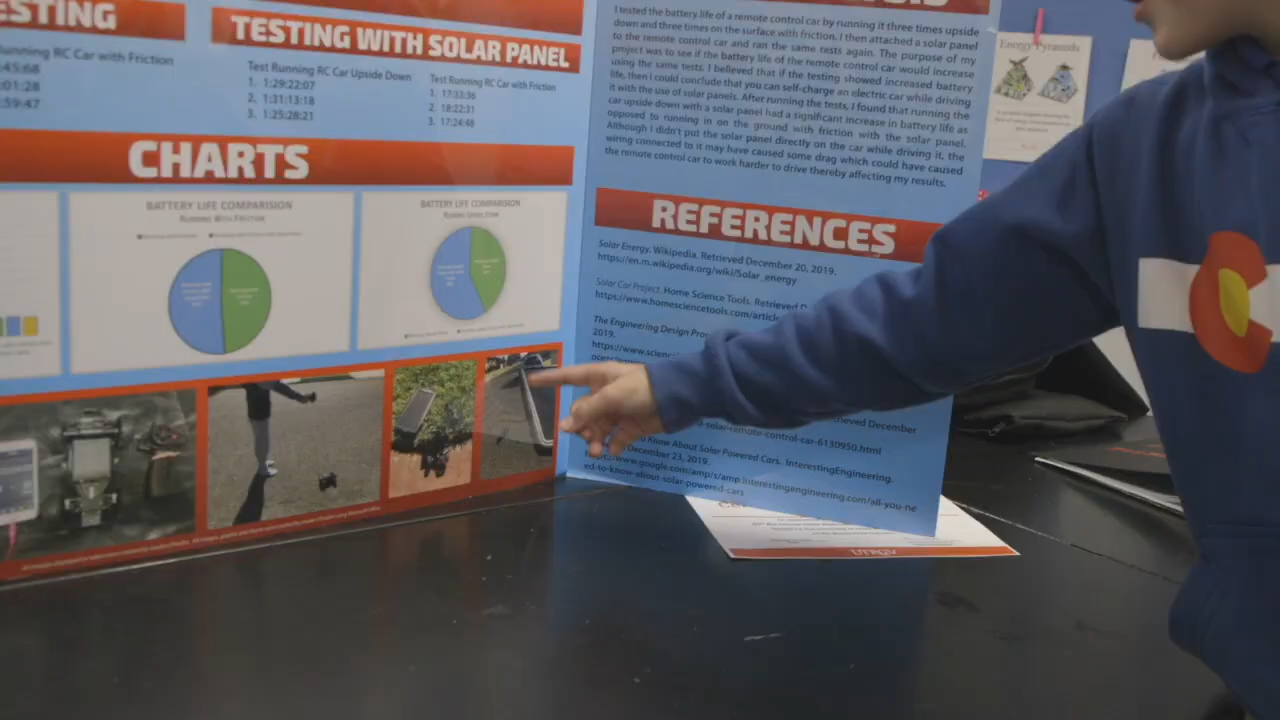 ESTING
TESTING WITH SOLAR PANEL
unning RC Car with Friction
:45:68
:01:28
:59:47
Test Running RC Car Upside Down
1. 1:29:22:07
2. 1:31:13:18
3. 1:25:28:21
Test Running RC Car with Friction
1. 17:33:36
2. 18:22:31
3. 17:24:48
CHARTS
BATTERY LIFE COMPARISION
RUNNING WITH FRICTION
BATTERY LIFE COMPARISION
I tested the battery life of a remote control car by running it three times upside
down and three times on the surface with friction. I then attached a solar panel
to the remote control car and ran the same tests again. The purpose of my
project was to see if the battery life of the remote control car would increase
using the same tests. I believed that if the testing showed increased battery
life, then I could conclude that you can self-charge an electric car while driving
it with the use of solar panels. After running the tests, I found that running the
car upside down with a solar panel had a significant increase in battery life as
opposed to running in on the ground with friction with the solar panel.
Although I didn't put the solar panel directly on the car while driving it, the
wiring connected to it may have caused some drag which could have caused
the remote control car to work harder to drive thereby affecting my results.
REFERENCES
Solar Energy. Wikipedia. Retrieved December 20, 2019.
https://en.m.wikipedia.org/wiki/Solar_energy
Solar Car Project. Home Science Tools. Retrieved D
https://www.homesciencetools.com/article
The Engineering Design Proc
2019.
https://www.scienc
etrieved December
-solar-remote-control-car-6130950.html
ou Know About Solar Powered Cars. InterestingEngineering.
December 23, 2019.
https://www.google.com/amp/s/amp.interestingengineering.com/all-you-ne
ed-to-know-about-solar-powered-cars
Energy Pyramids
UTRGV